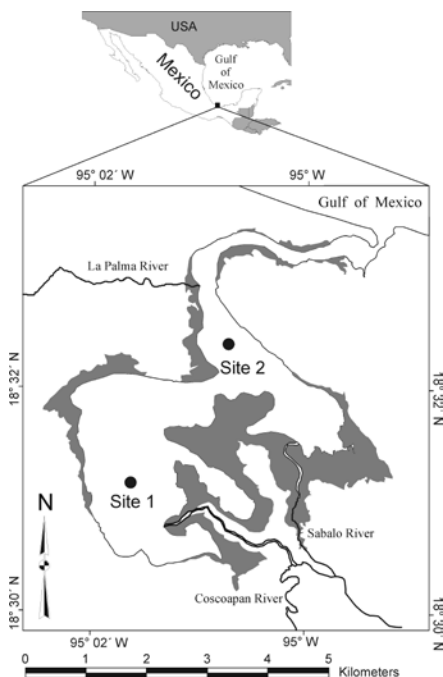 USA
Mexico
Gulf
of
Mexico
95° 02´ W
95° W
Gulf of Mexico
La Palma River
Site 2
18° 32´ N
18° 32´ N
Site 1
N
Sabalo River
Coscoapan River
18° 30´ N
18° 30´ N
95° 02´ W
95° W
0 1 2 3 4 5
Kilometers